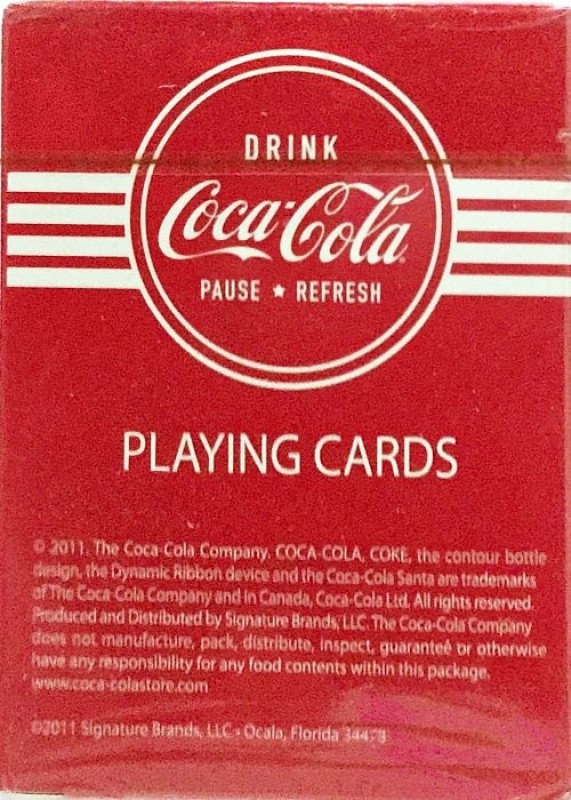 DRINK
Coca-Cola
PAUSE ★ REFRESH
PLAYING CARDS
© 2011. The Coca-Cola Company. COCA-COLA, COKE, the contour bottle
design, the Dynamic Ribbon device and the Coca-Cola Santa are trademarks
of The Coca-Cola Company and in Canada, Coca-Cola Ltd. All rights reserved.
Produced and Distributed by Signature Brands, LLC. The Coca-Cola Company
does not manufacture, pack, distribute, inspect, guarantee or otherwise
have any responsibility for any food contents within this package.
www.coca-colastore.com
©2011 Signature Brands, LLC • Ocala, Florida